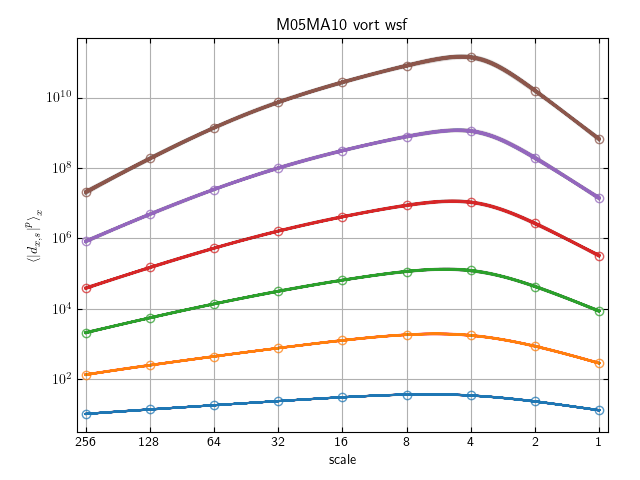 M05MA10 vort wsf
10^{10}
10^{8}
10^{6}
10^{4}
10^{2}
⟨|d_{x,s}|^p⟩_x
256 128 64 32 16 8 4 2 1
scale